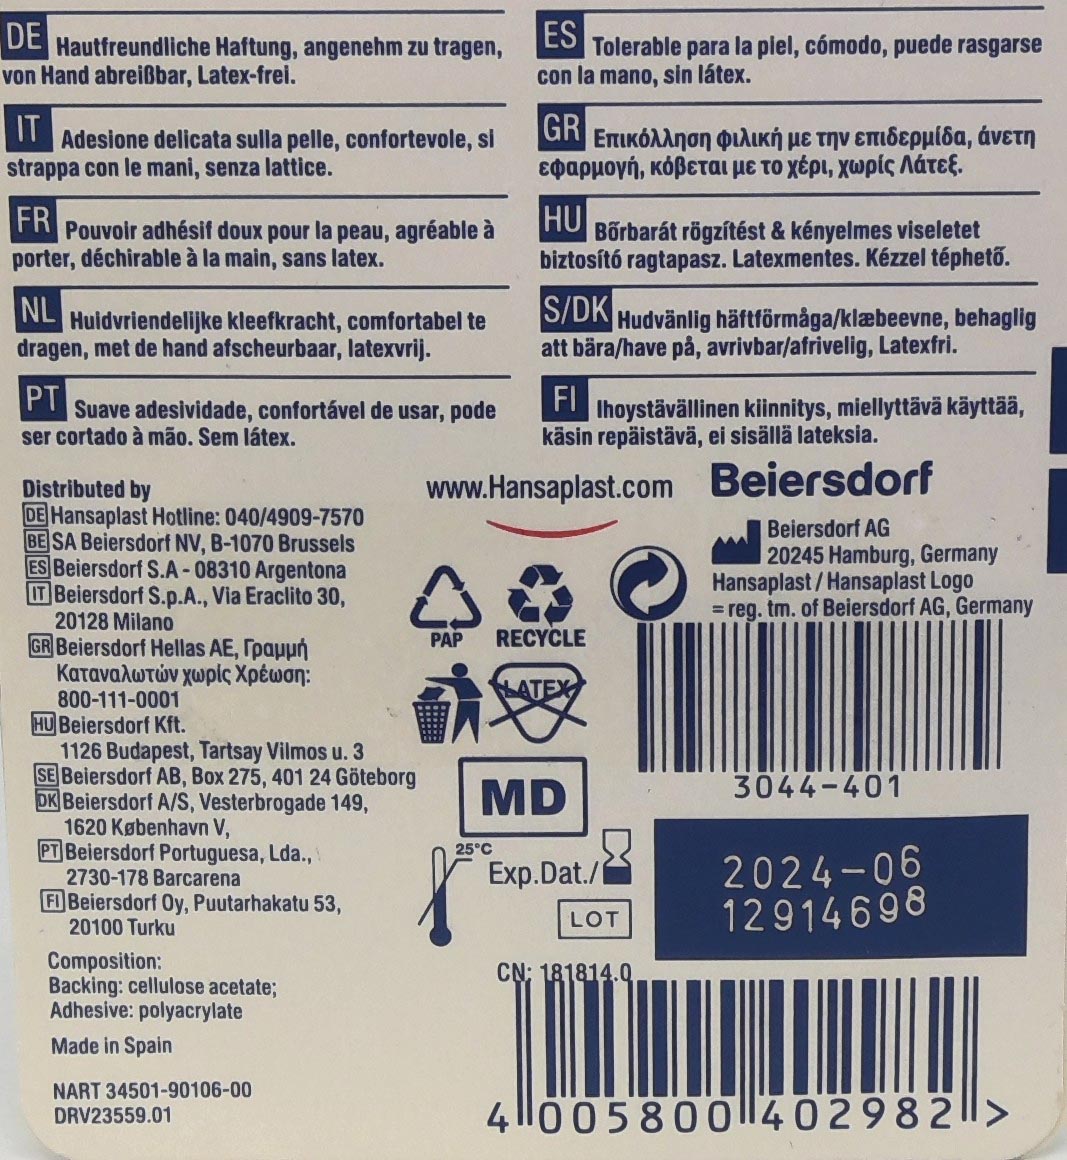 DE Hautfreundliche Haftung, angenehm zu tragen,
von Hand abreißbar, Latex-frei.
IT Adesione delicata sulla pelle, confortevole, si
strappa con le mani, senza lattice.
FR Pouvoir adhésif doux pour la peau, agréable à
porter, déchirable à la main, sans latex.
NL Huidvriendelijke kleefkracht, comfortabel te
dragen, met de hand afscheurbaar, latexvrij.
PT Suave adesividade, confortável de usar, pode
ser cortado à mão. Sem látex.
ES Tolerable para la piel, cómodo, puede rasgarse
con la mano, sin látex.
GR Επικόλληση φιλική με την επιδερμίδα, άνετη
εφαρμογή, κόβεται με το χέρι, χωρίς Λάτεξ.
HU Bőrbarát rögzítést & kényelmes viseletet
biztosító ragtapasz. Latexmentes. Kézzel téphető.
S/DK Hudvänlig häftförmåga/klæbeevne, behaglig
att bära/have på, avrivbar/afrivelig, Latexfri.
FI Ihoystävällinen kiinnitys, miellyttävä käyttää,
käsin repäistävä, ei sisällä lateksia.
Distributed by
DE Hansaplast Hotline: 040/4909-7570
BE SA Beiersdorf NV, B-1070 Brussels
ES Beiersdorf S.A - 08310 Argentona
IT Beiersdorf S.p.A., Via Eraclito 30,
20128 Milano
GR Beiersdorf Hellas AE, Γραμμή
Καταναλωτών χωρίς Χρέωση:
800-111-0001
HU Beiersdorf Kft.
1126 Budapest, Tartsay Vilmos u. 3
SE Beiersdorf AB, Box 275, 401 24 Göteborg
DK Beiersdorf A/S, Vesterbrogade 149,
1620 København V,
PT Beiersdorf Portuguesa, Lda.,
2730-178 Barcarena
FI Beiersdorf Oy, Puutarhakatu 53,
20100 Turku
Composition:
Backing: cellulose acetate;
Adhesive: polyacrylate
Made in Spain
NART 34501-90106-00
DRV23559.01
www.Hansaplast.com
PAP
RECYCLE
LATEX
MD
25°C
Exp.Dat./
LOT
Beiersdorf
Beiersdorf AG
20245 Hamburg, Germany
Hansaplast / Hansaplast Logo
= reg. tm. of Beiersdorf AG, Germany
3044-401
2024-06
12914698
CN: 181814.0
4 005800 402982 >